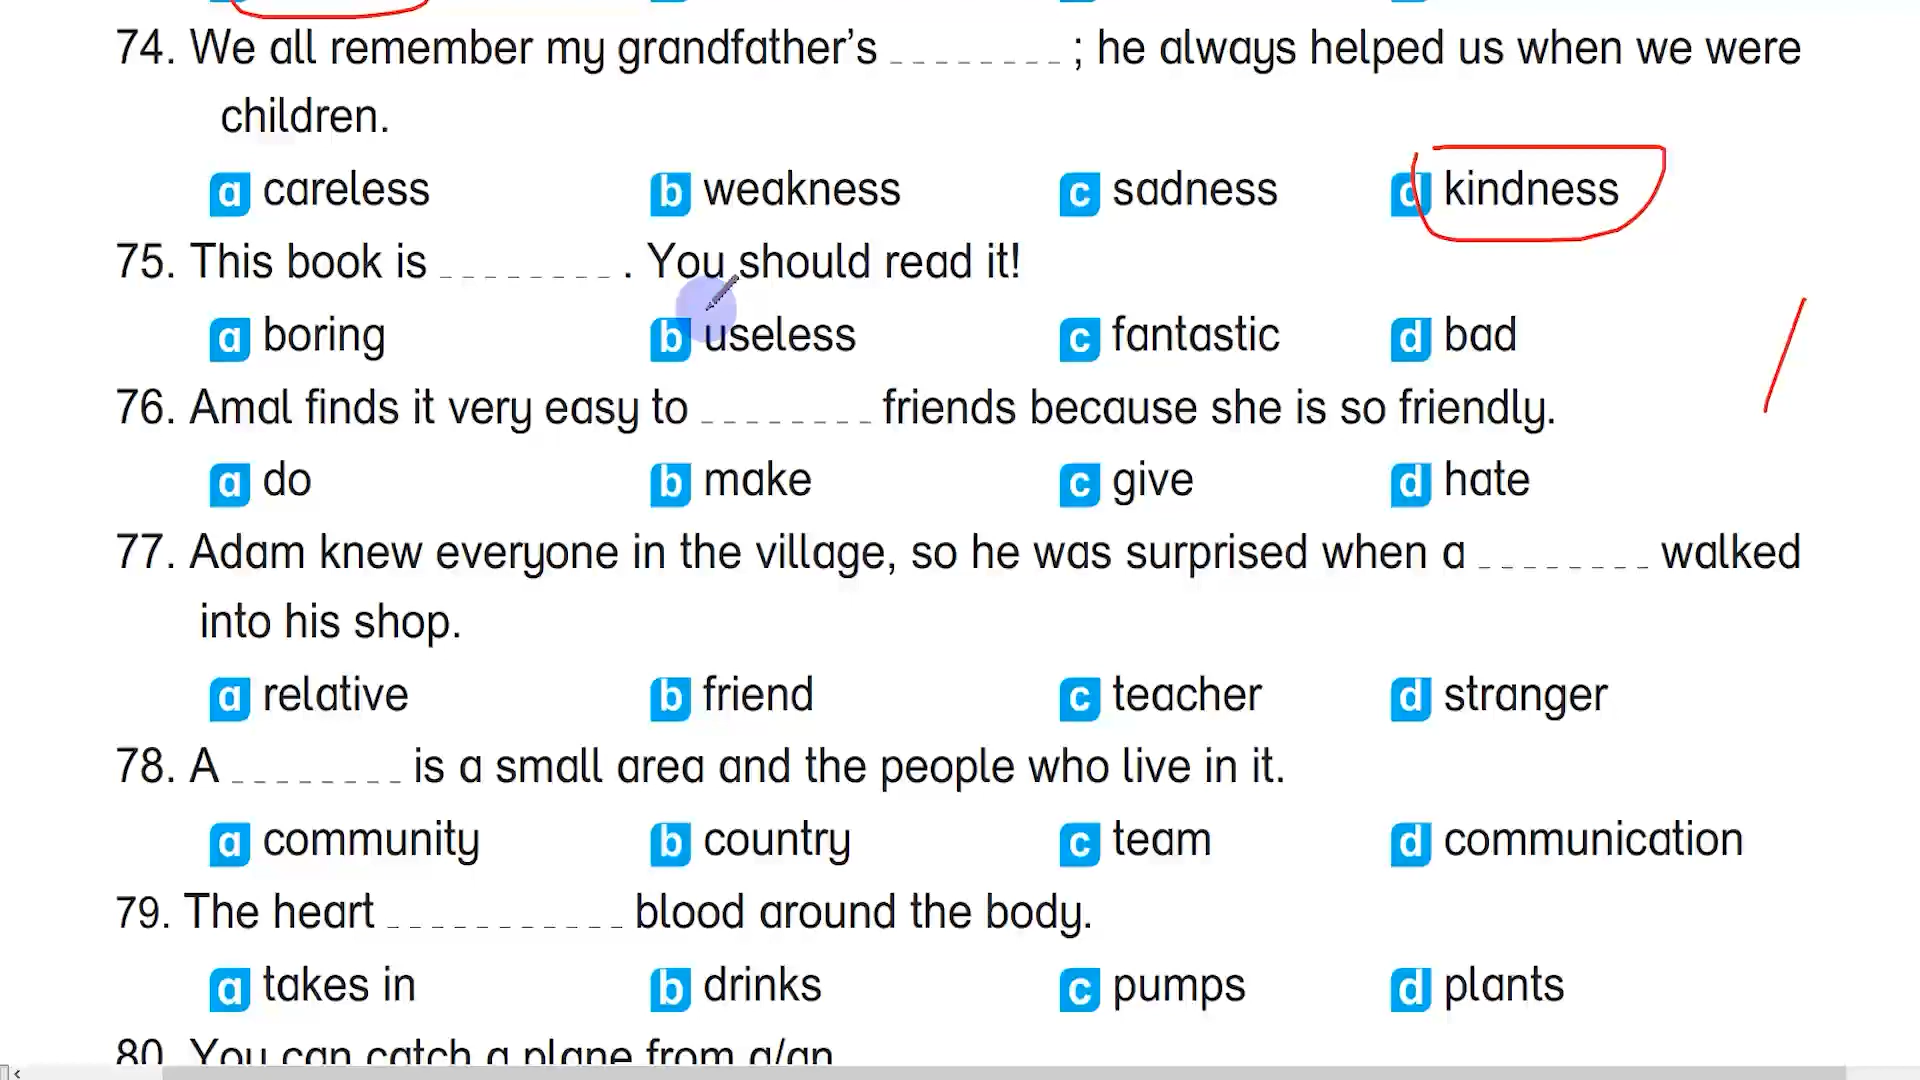 74. We all remember my grandfather's ________ ; he always helped us when we were
children.
a careless b weakness c sadness d kindness
75. This book is ________ . You should read it!
a boring b useless c fantastic d bad
76. Amal finds it very easy to ________ friends because she is so friendly.
a do b make c give d hate
77. Adam knew everyone in the village, so he was surprised when a ________ walked
into his shop.
a relative b friend c teacher d stranger
78. A ________ is a small area and the people who live in it.
a community b country c team d communication
79. The heart ___________ blood around the body.
a takes in b drinks c pumps d plants
80. You can catch a plane from a/an